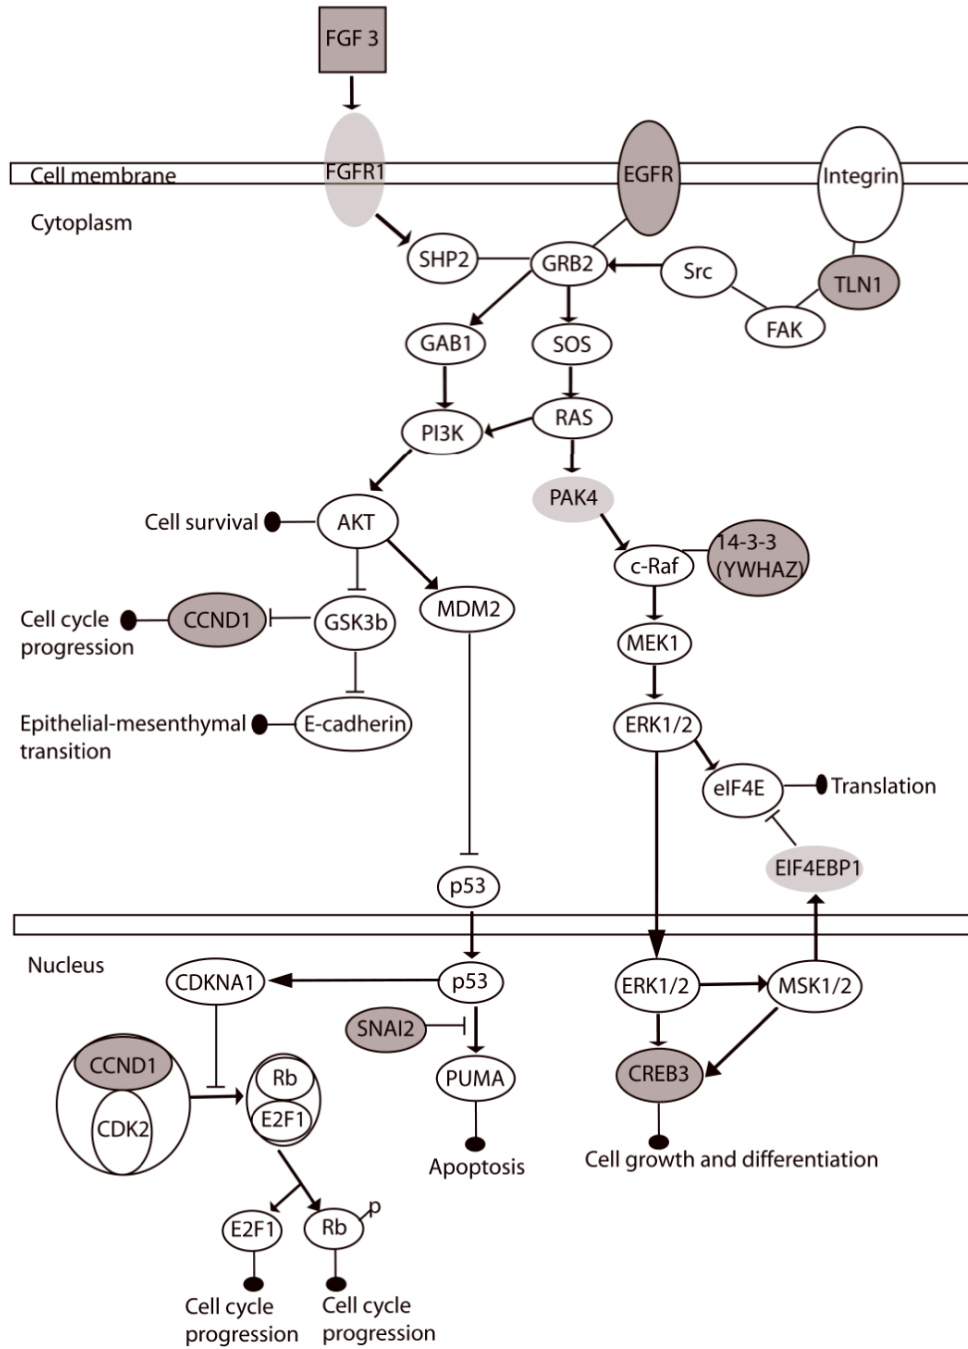 FGF 3
FGFR1
EGFR
Integrin
Cell membrane
Cytoplasm
SHP2
GRB2
Src
TLN1
FAK
GAB1
SOS
PI3K
RAS
PAK4
Cell survival
AKT
14-3-3
(YWHAZ)
c-Raf
Cell cycle
progression
CCND1
GSK3b
MDM2
MEK1
Epithelial-mesenthymal
transition
E-cadherin
ERK1/2
eIF4E
Translation
EIF4EBP1
p53
Nucleus
CDKNA1
p53
ERK1/2
MSK1/2
SNAI2
CCND1
CDK2
Rb
E2F1
PUMA
CREB3
Apoptosis
Cell growth and differentiation
E2F1
Rb
p
Cell cycle
progression
Cell cycle
progression